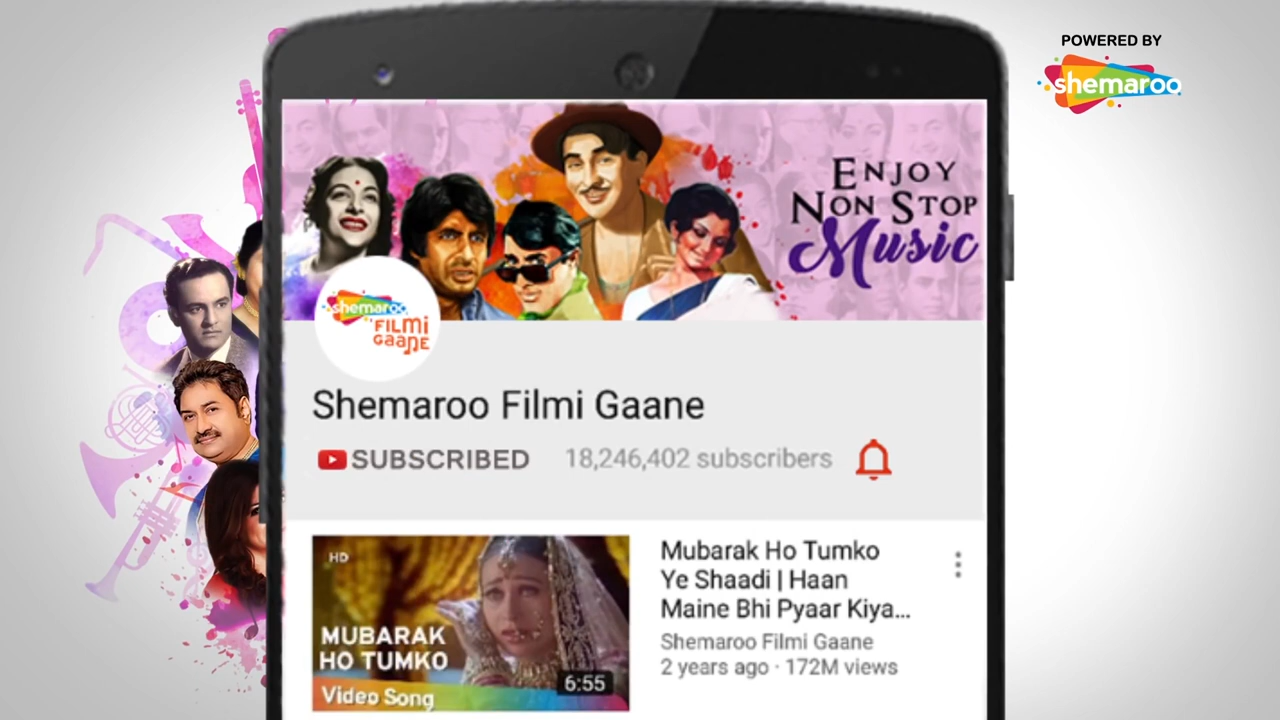 POWERED BY
shemaroo
ENJOY
NON STOP
Music
shemaroo
FiLMi
GaaNE
Shemaroo Filmi Gaane
SUBSCRIBED 18,246,402 subscribers
HD
MUBARAK
HO TUMKO
Video Song
6:55
Mubarak Ho Tumko
Ye Shaadi | Haan
Maine Bhi Pyaar Kiya...
Shemaroo Filmi Gaane
2 years ago · 172M views